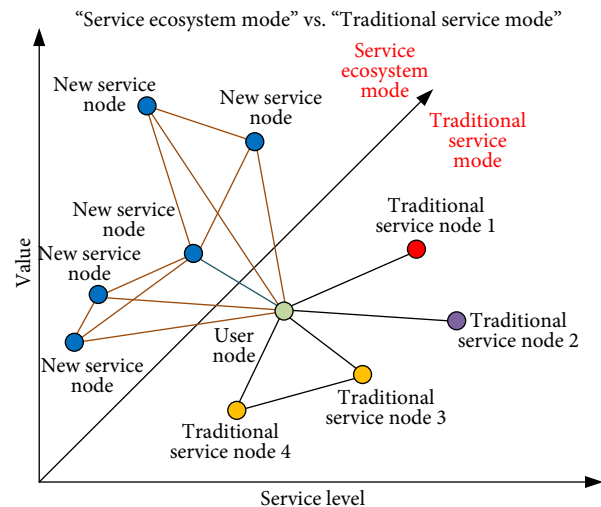 “Service ecosystem mode” vs. “Traditional service mode”
Service
ecosystem
mode
Traditional
service
mode
New service
node
New service
node
New service
node
New service
node
New service
node
Traditional
service node 1
Traditional
service node 2
Traditional
service node 3
Traditional
service node 4
User
node
Value
Service level